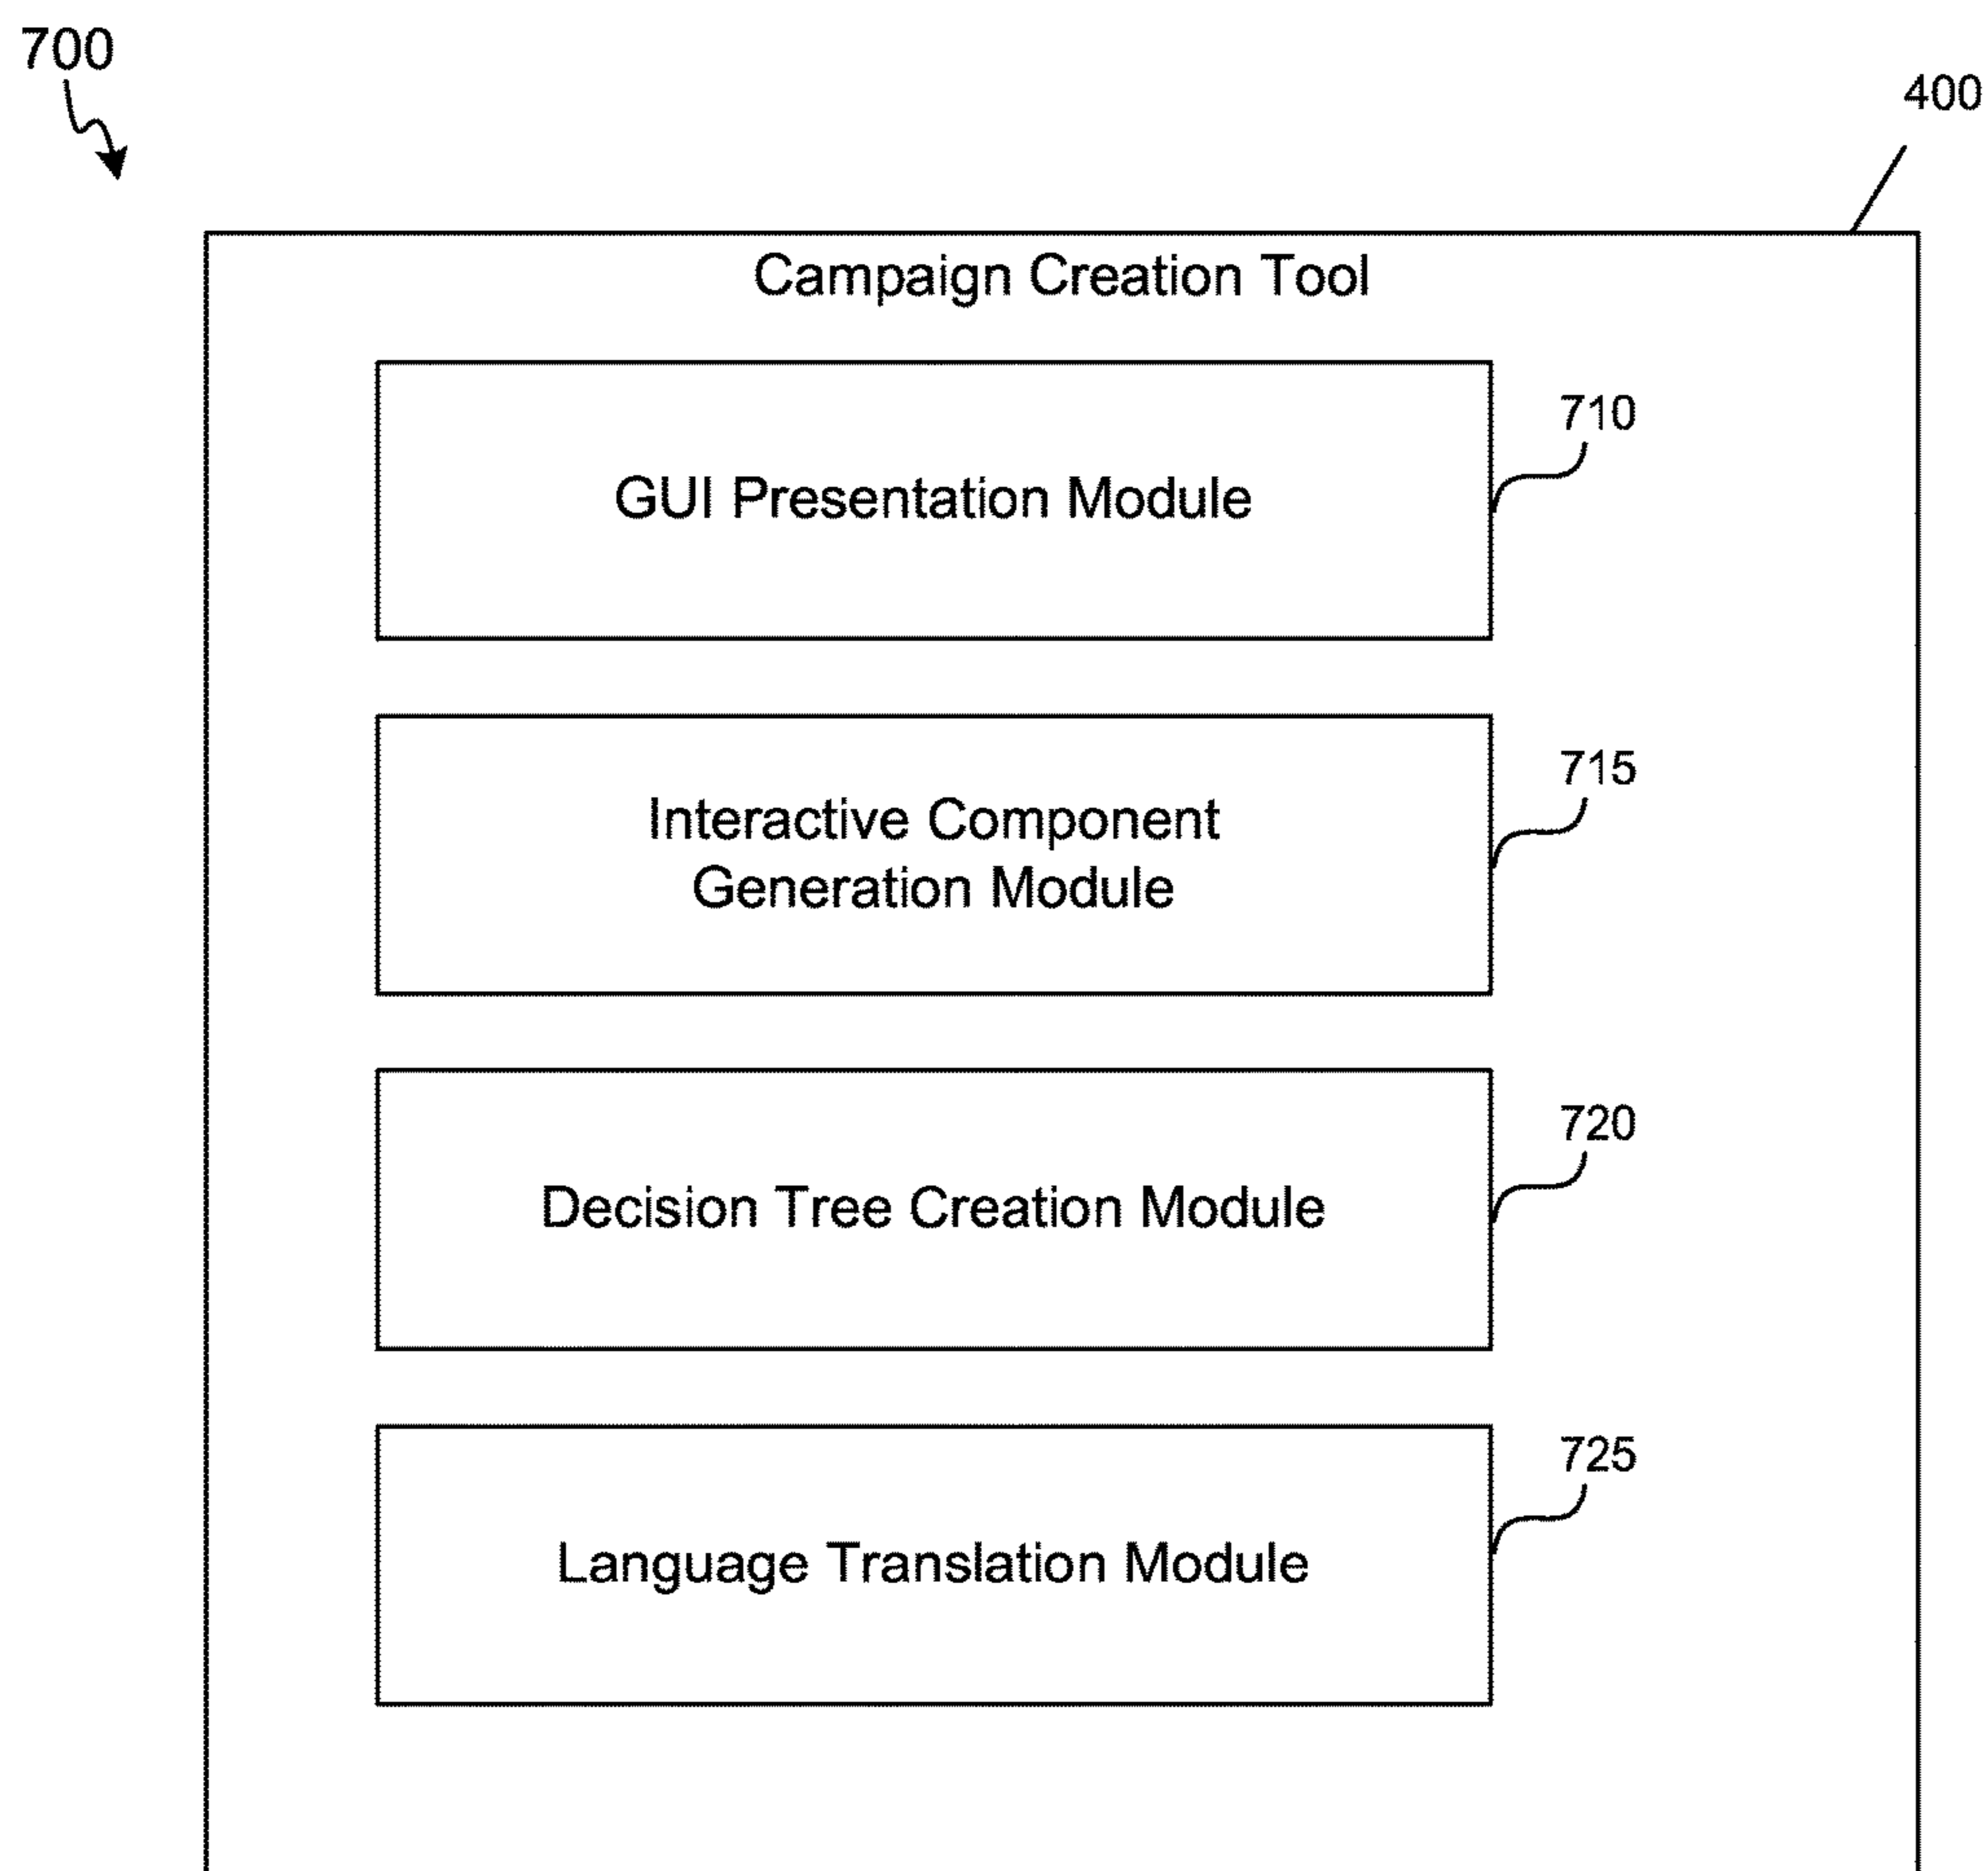 700
400
Campaign Creation Tool
710
GUI Presentation Module
715
Interactive Component
Generation Module
720
Decision Tree Creation Module
725
Language Translation Module